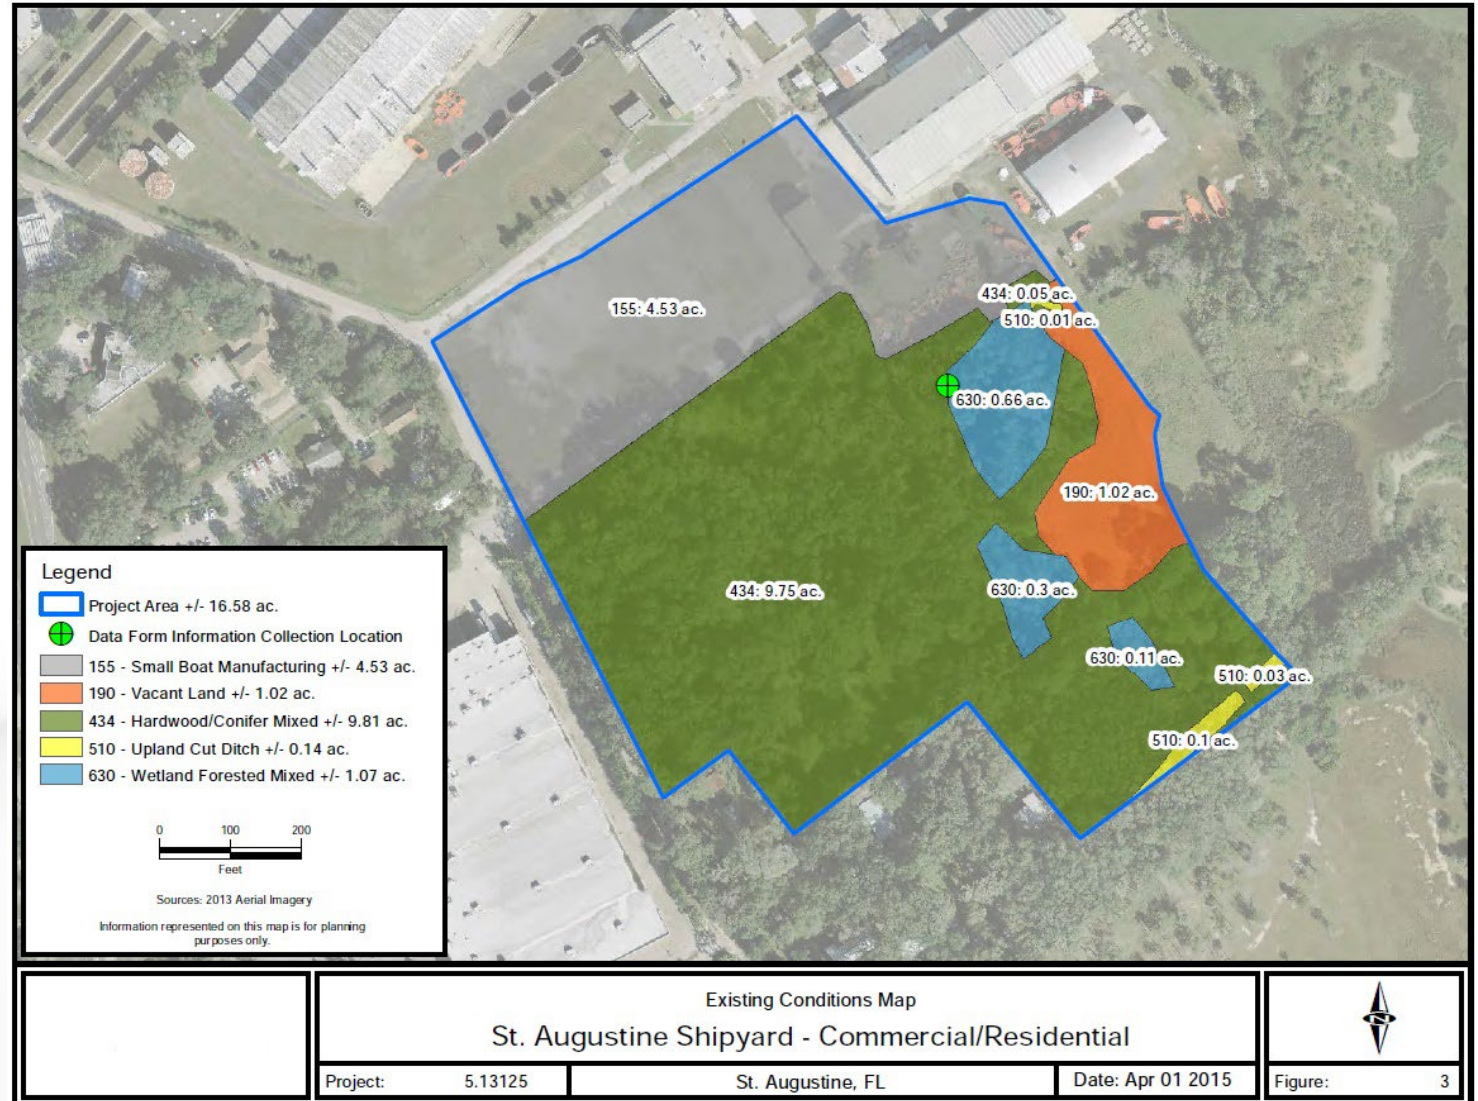 155: 4.53 ac.
434: 0.05 ac.
510: 0.01 ac.
630: 0.66 ac.
190: 1.02 ac.
434: 9.75 ac.
630: 0.3 ac.
630: 0.11 ac.
510: 0.03 ac.
510: 0.1 ac.
Legend
Project Area +/- 16.58 ac.
Data Form Information Collection Location
155 - Small Boat Manufacturing +/- 4.53 ac.
190 - Vacant Land +/- 1.02 ac.
434 - Hardwood/Conifer Mixed +/- 9.81 ac.
510 - Upland Cut Ditch +/- 0.14 ac.
630 - Wetland Forested Mixed +/- 1.07 ac.
0 100 200
Feet
Sources: 2013 Aerial Imagery
Information represented on this map is for planning
purposes only.
Existing Conditions Map
St. Augustine Shipyard - Commercial/Residential
N
Project: 5.13125
St. Augustine, FL
Date: Apr 01 2015
Figure: 3